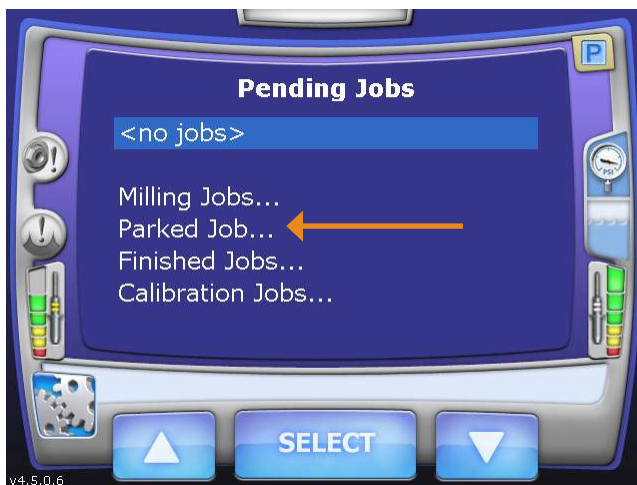 P
Pending Jobs
<no jobs>
PSI
Milling Jobs...
Parked Job...
Finished Jobs...
Calibration Jobs...
SELECT
v4.5.0.6